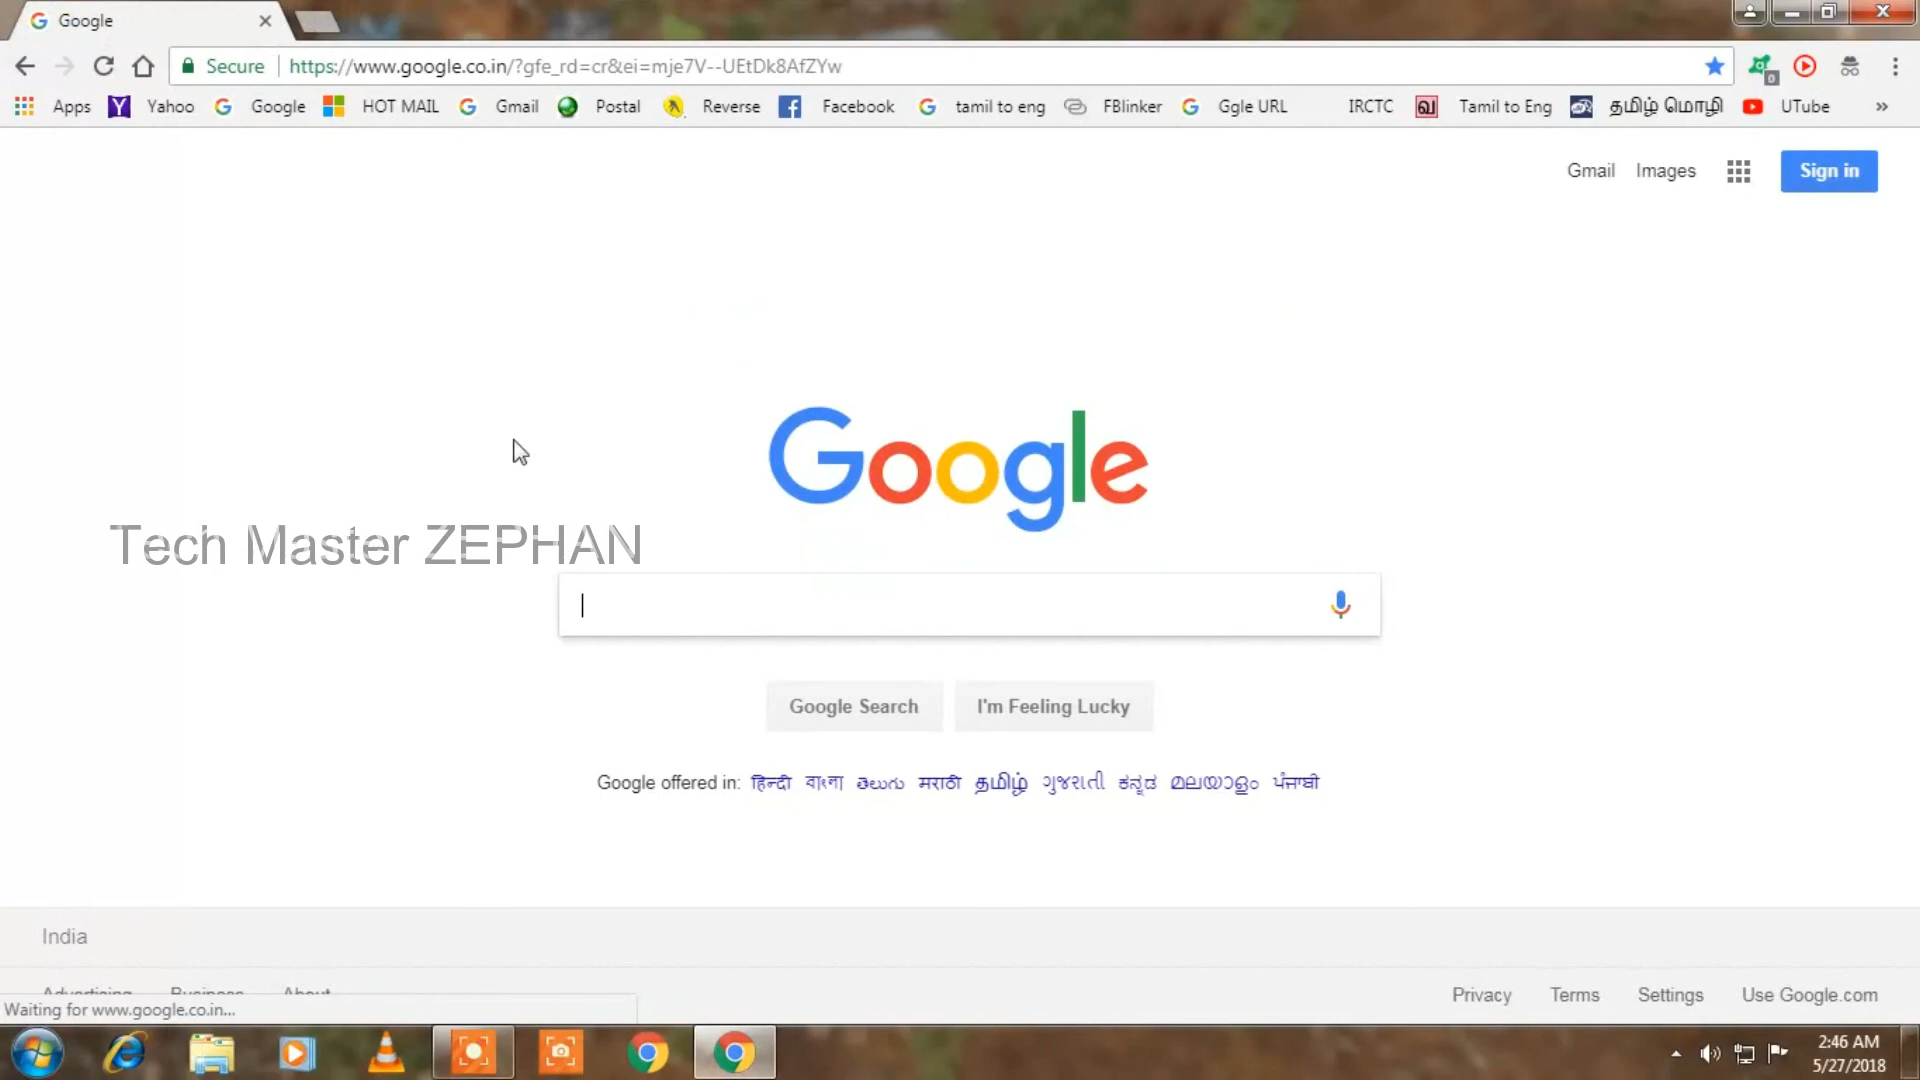 Google
Secure https://www.google.co.in/?gfe_rd=cr&ei=mje7V--UEtDk8AfZYw
Apps Yahoo Google HOT MAIL Gmail Postal Reverse Facebook tamil to eng FBlinker Ggle URL IRCTC Tamil to Eng தமிழ் மொழி UTube »
Gmail Images Sign in
Google
Tech Master ZEPHAN
Google Search I'm Feeling Lucky
Google offered in: हिन्दी বাংলা తెలుగు मराठी தமிழ் ગુજરાતી ಕನ್ನಡ മലയാളം ਪੰਜਾਬੀ
India
Advertising Business About Privacy Terms Settings Use Google.com
Waiting for www.google.co.in...
2:46 AM
5/27/2018